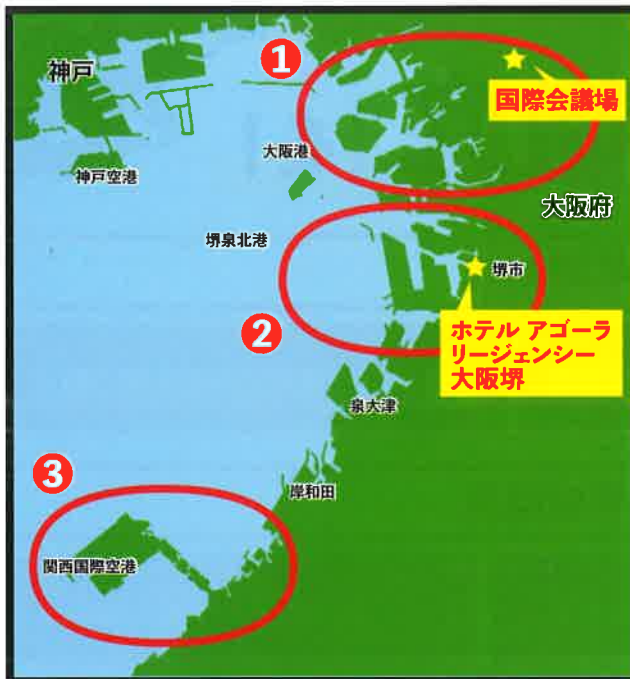 神戸
①
国際会議場
大阪港
神戸空港
大阪府
堺泉北港
堺市
②
ホテル アゴーラ
リージェンシー
大阪堺
泉大津
③
岸和田
関西国際空港